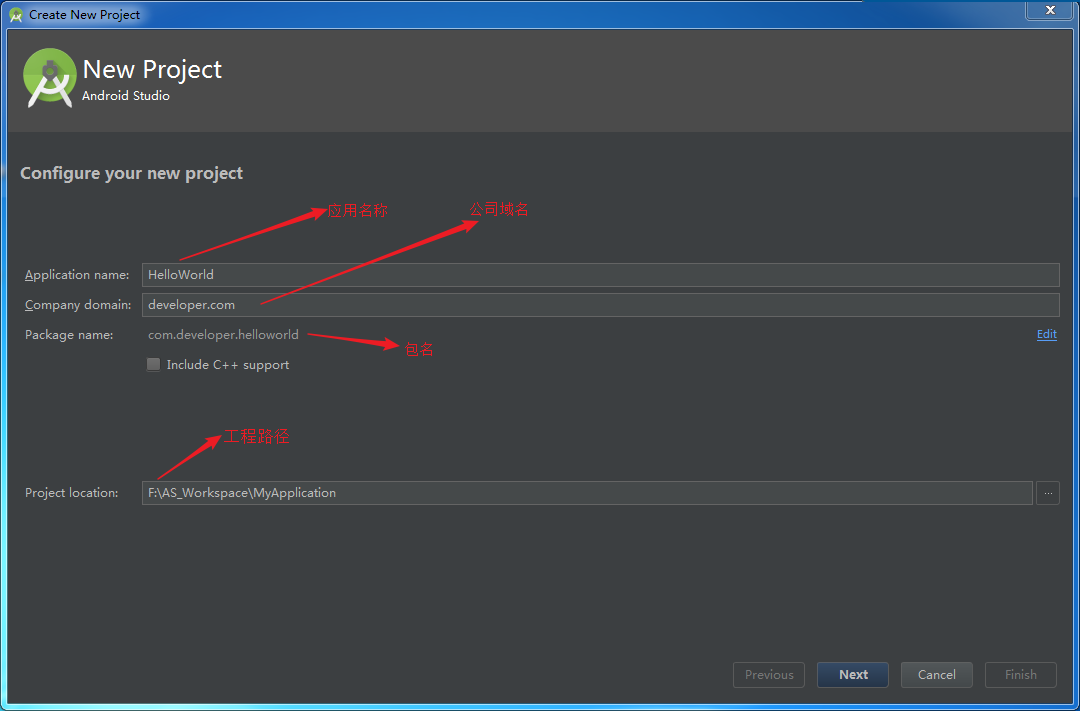 Create New Project
New Project
Android Studio
Configure your new project
应用名称
公司域名
Application name: HelloWorld
Company domain: developer.com
Package name: com.developer.helloworld Edit
包名
Include C++ support
工程路径
Project location: F:\AS_Workspace\MyApplication ...
Previous Next Cancel Finish